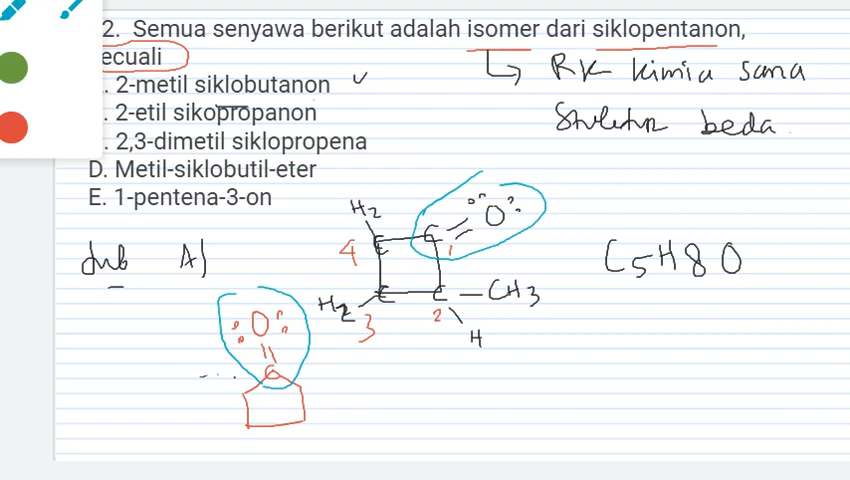 2. Semua senyawa berikut adalah isomer dari siklopentanon,
ecuali
. 2-metil siklobutanon
. 2-etil sikopropanon
. 2,3-dimetil siklopropena
D. Metil-siklobutil-eter
E. 1-pentena-3-on
RK kimia sama
beda
A)
H2
C
C
O
4
1
H2
C
C
CH3
3
2
H
C5H8O
O
C